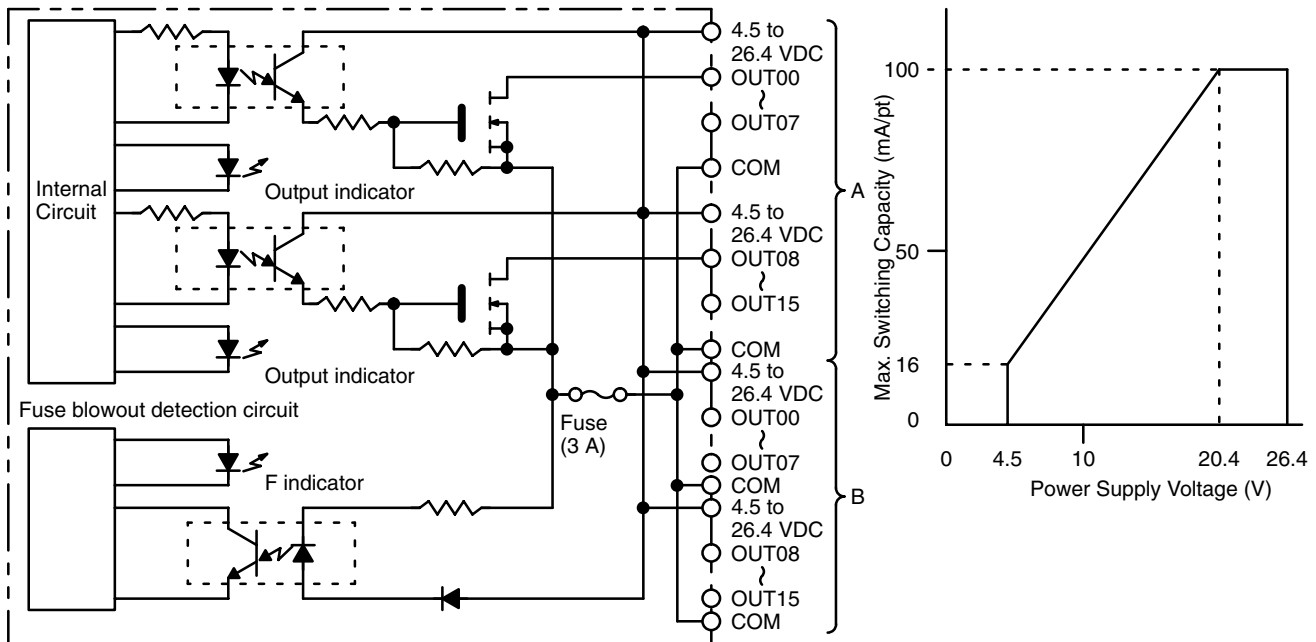 4.5 to
26.4 VDC
OUT00
OUT07
COM
4.5 to
26.4 VDC
OUT08
OUT15
COM
4.5 to
26.4 VDC
OUT00
OUT07
COM
4.5 to
26.4 VDC
OUT08
OUT15
COM
A
B
Internal
Circuit
Output indicator
Output indicator
Fuse blowout detection circuit
Fuse
(3 A)
F indicator
Max. Switching Capacity (mA/pt)
100
50
16
0
0
4.5
10
20.4
26.4
Power Supply Voltage (V)